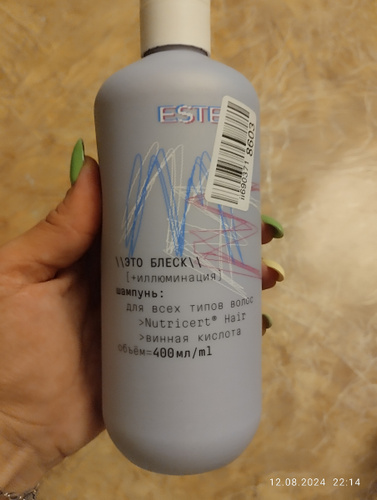 ESTE
\\ЭТО БЛЕСК\\
[+иллюминация]
шампунь:
для всех типов волос
>Nutricert® Hair
>винная кислота
объём=400мл/ml
8603
12.08.2024 22:14